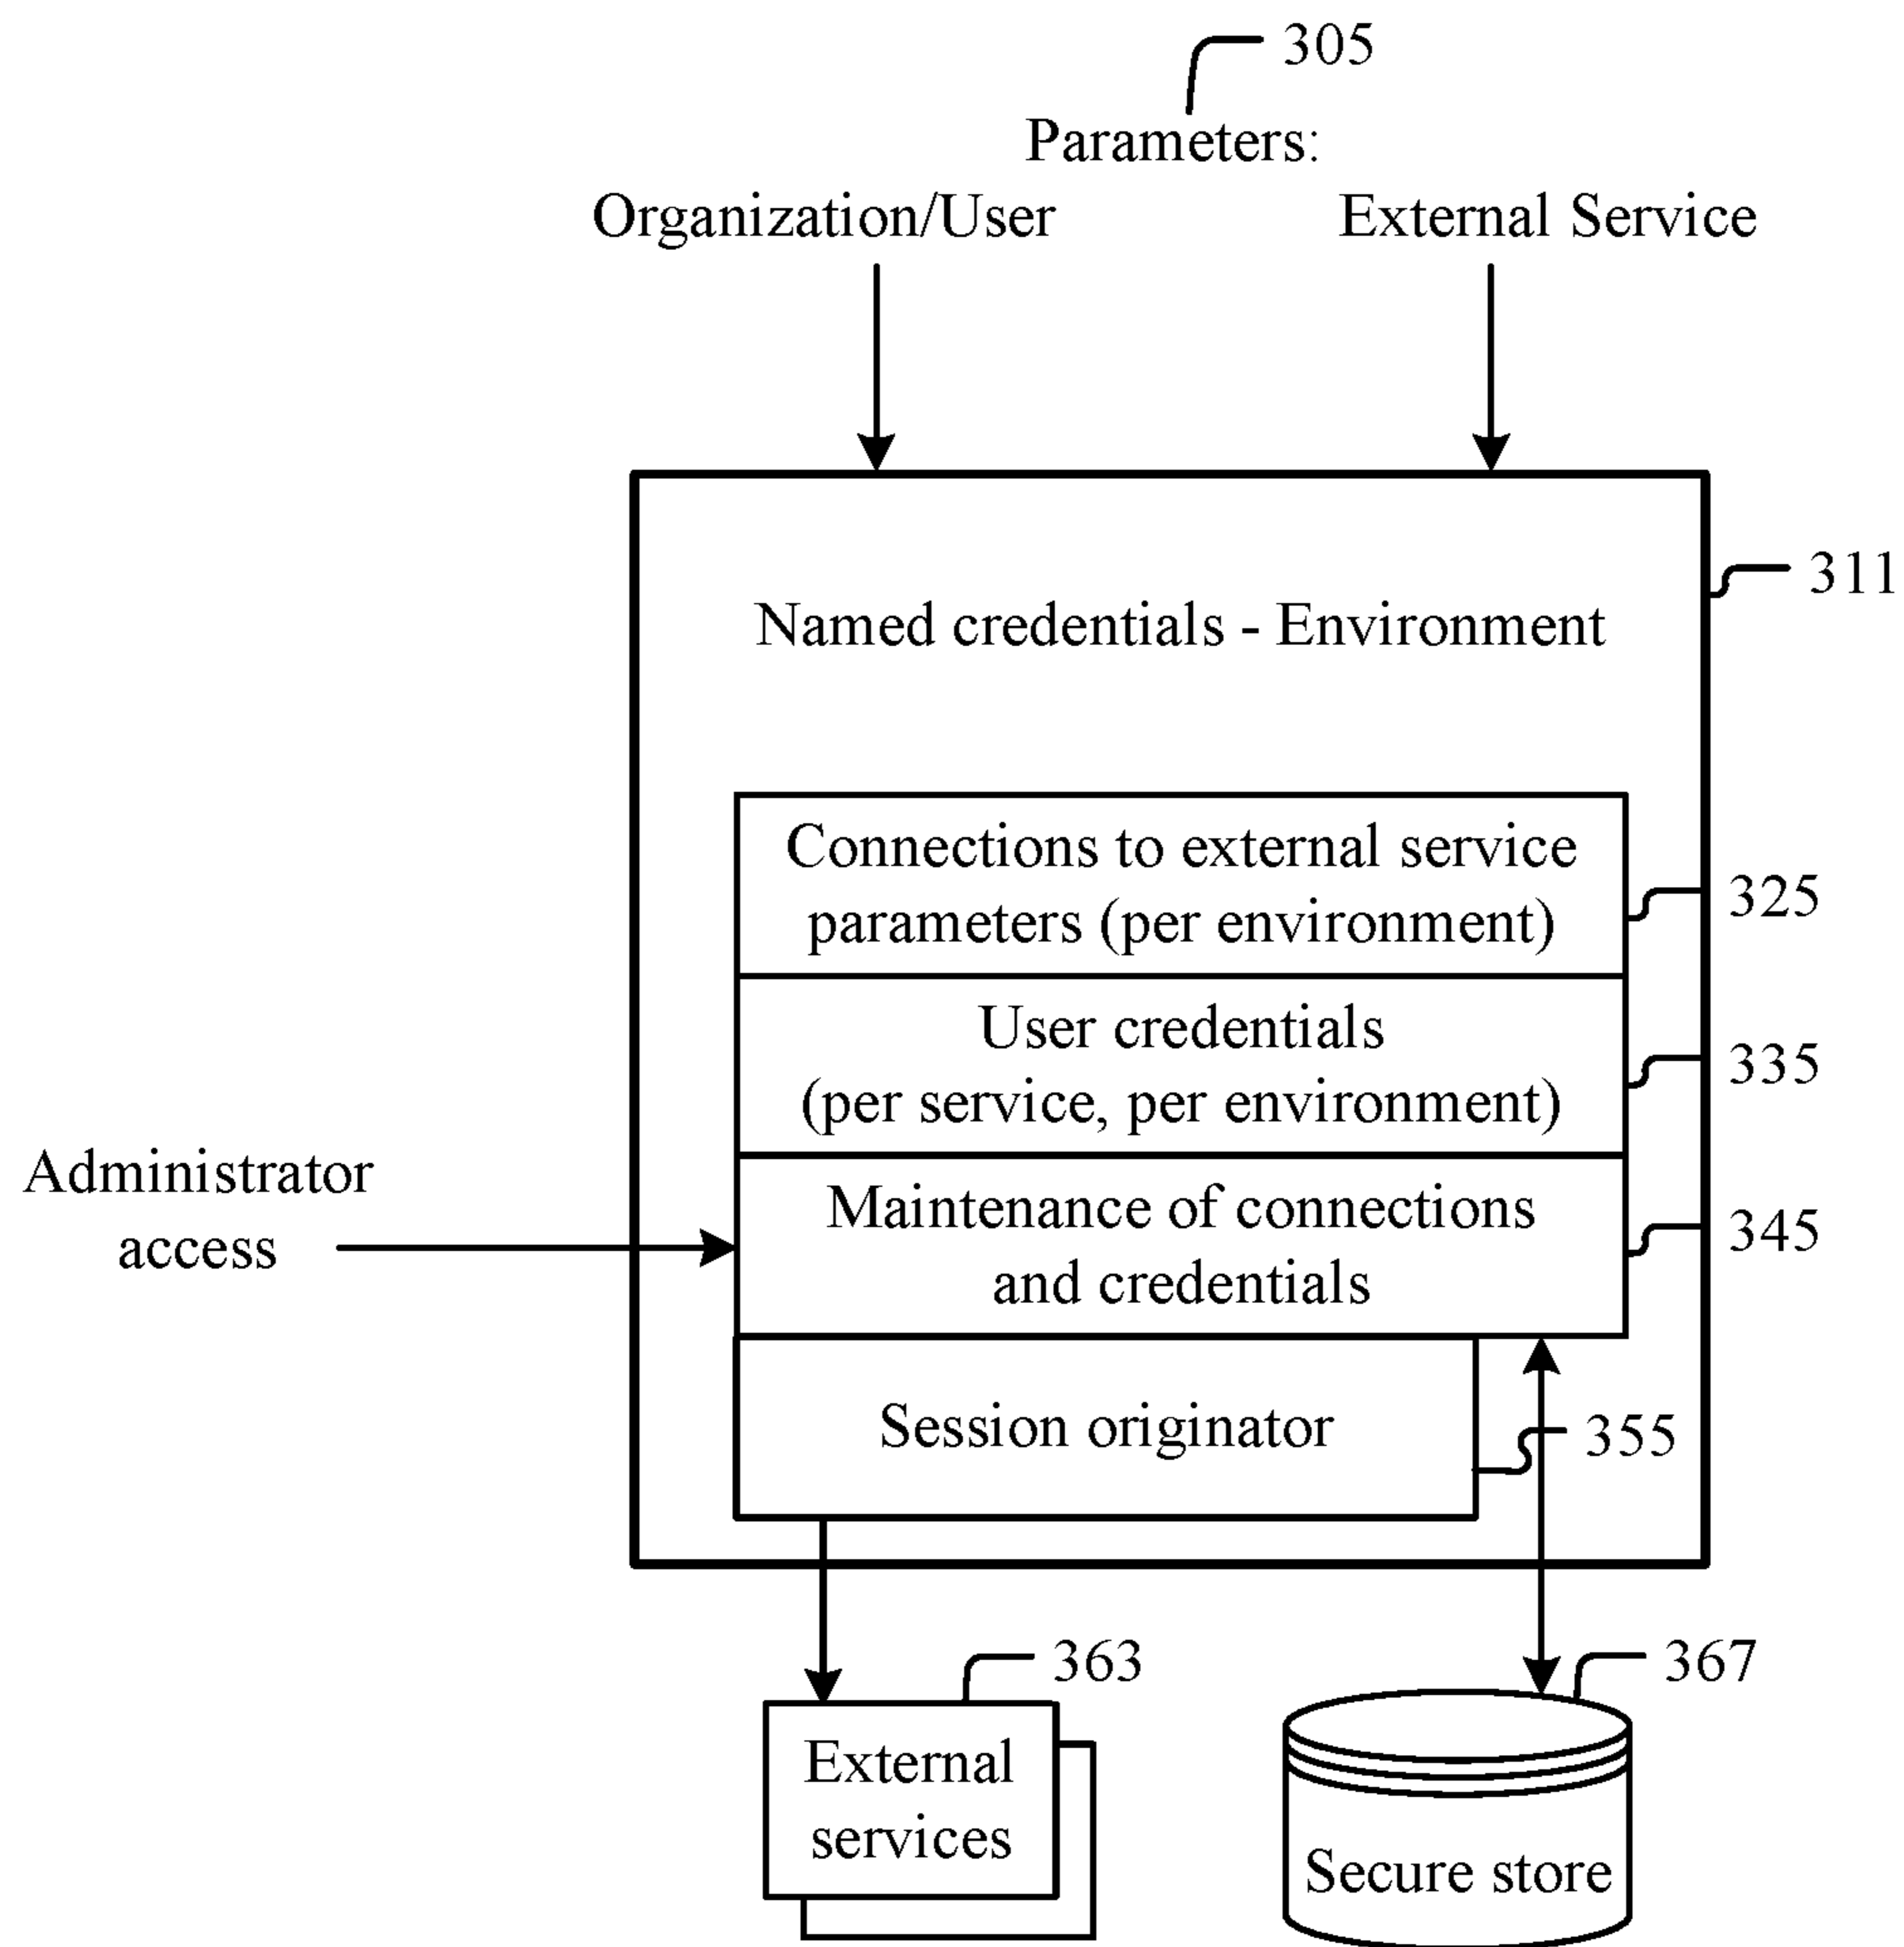 305
Parameters:
Organization/User
External Service
311
Named credentials - Environment
Connections to external service
parameters (per environment)
325
User credentials
(per service, per environment)
335
Administrator
access
Maintenance of connections
and credentials
345
Session originator
355
363
367
External
services
Secure store